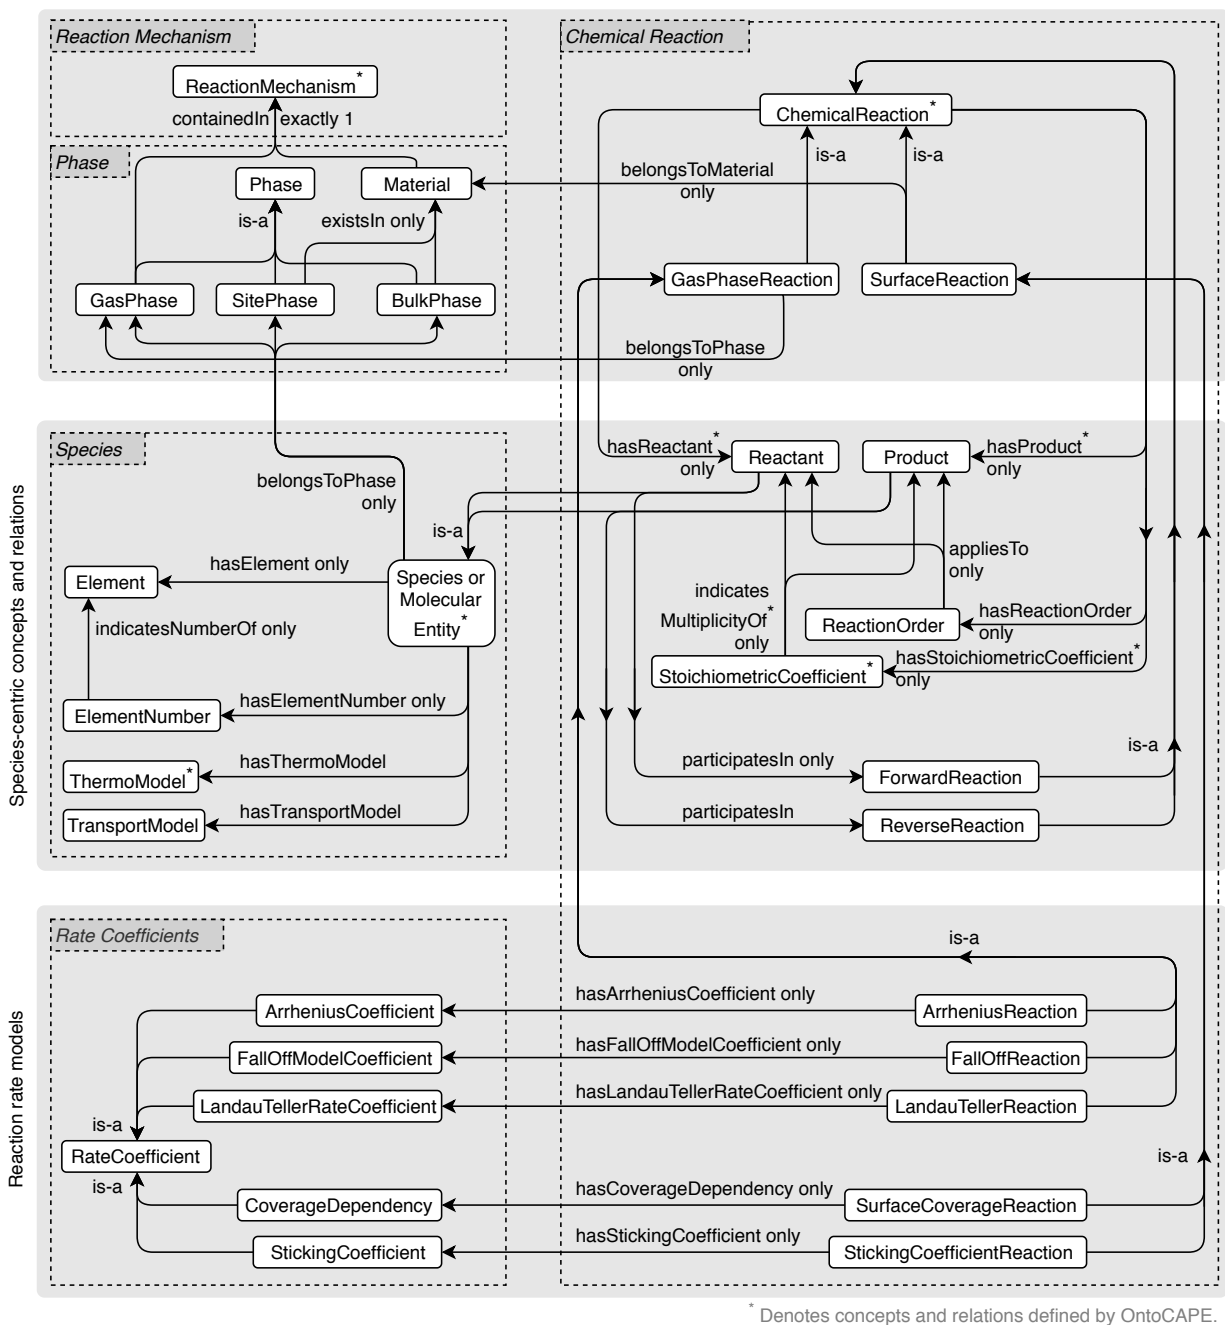 Reaction Mechanism
ReactionMechanism*
containedIn exactly 1
Phase
Phase
Material
is-a
existsIn only
GasPhase
SitePhase
BulkPhase
Chemical Reaction
ChemicalReaction*
is-a
is-a
belongsToMaterial
only
GasPhaseReaction
SurfaceReaction
belongsToPhase
only
Species-centric concepts and relations
Species
belongsToPhase
only
is-a
hasElement only
Element
Species or
Molecular
Entity*
indicatesNumberOf only
hasElementNumber only
ElementNumber
hasThermoModel
ThermoModel*
hasTransportModel
TransportModel
hasReactant*
only
Reactant
Product
hasProduct*
only
appliesTo
only
indicates
MultiplicityOf*
only
ReactionOrder
hasReactionOrder
only
StoichiometricCoefficient*
hasStoichiometricCoefficient*
only
is-a
participatesIn only
ForwardReaction
participatesIn
ReverseReaction
Reaction rate models
Rate Coefficients
is-a
ArrheniusCoefficient
hasArrheniusCoefficient only
ArrheniusReaction
FallOffModelCoefficient
hasFallOffModelCoefficient only
FallOffReaction
LandauTellerRateCoefficient
hasLandauTellerRateCoefficient only
LandauTellerReaction
is-a
RateCoefficient
is-a
is-a
CoverageDependency
hasCoverageDependency only
SurfaceCoverageReaction
StickingCoefficient
hasStickingCoefficient only
StickingCoefficientReaction
* Denotes concepts and relations defined by OntoCAPE.